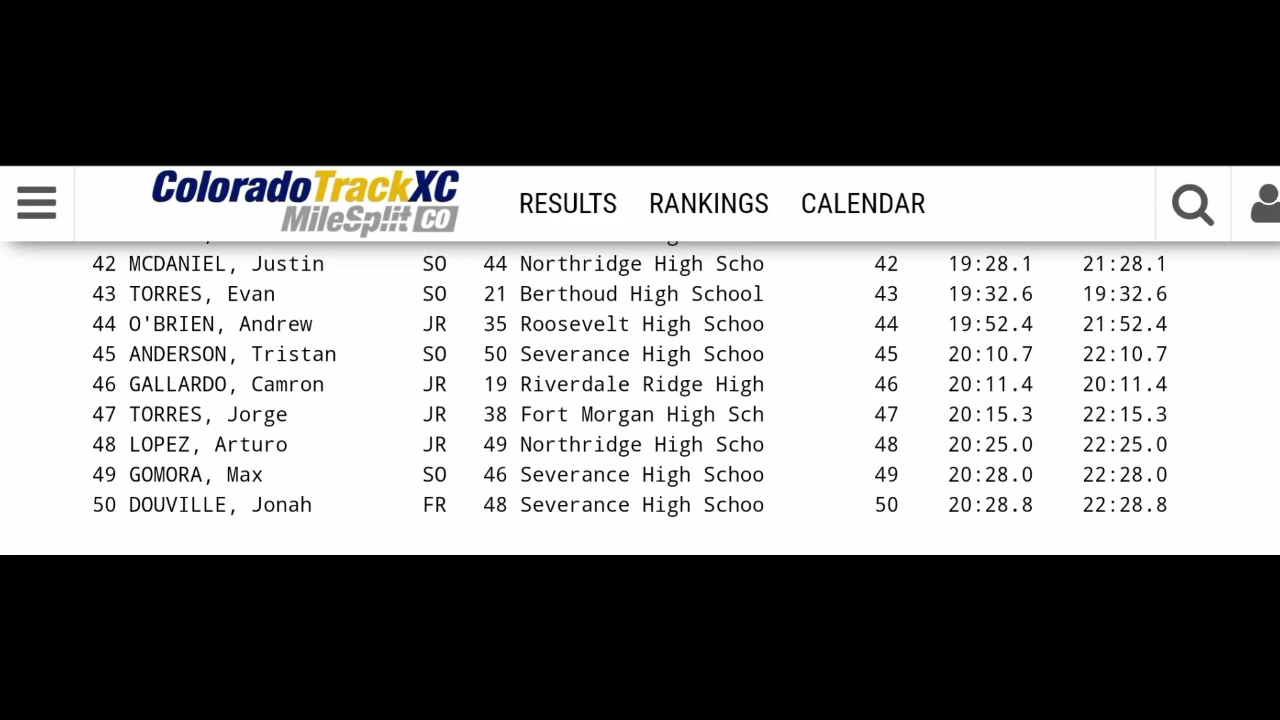 ColoradoTrackXC
MileSplit CO
RESULTS RANKINGS CALENDAR
42 MCDANIEL, Justin SO 44 Northridge High Scho 42 19:28.1 21:28.1
43 TORRES, Evan SO 21 Berthoud High School 43 19:32.6 19:32.6
44 O'BRIEN, Andrew JR 35 Roosevelt High Schoo 44 19:52.4 21:52.4
45 ANDERSON, Tristan SO 50 Severance High Schoo 45 20:10.7 22:10.7
46 GALLARDO, Camron JR 19 Riverdale Ridge High 46 20:11.4 20:11.4
47 TORRES, Jorge JR 38 Fort Morgan High Sch 47 20:15.3 22:15.3
48 LOPEZ, Arturo JR 49 Northridge High Scho 48 20:25.0 22:25.0
49 GOMORA, Max SO 46 Severance High Schoo 49 20:28.0 22:28.0
50 DOUVILLE, Jonah FR 48 Severance High Schoo 50 20:28.8 22:28.8